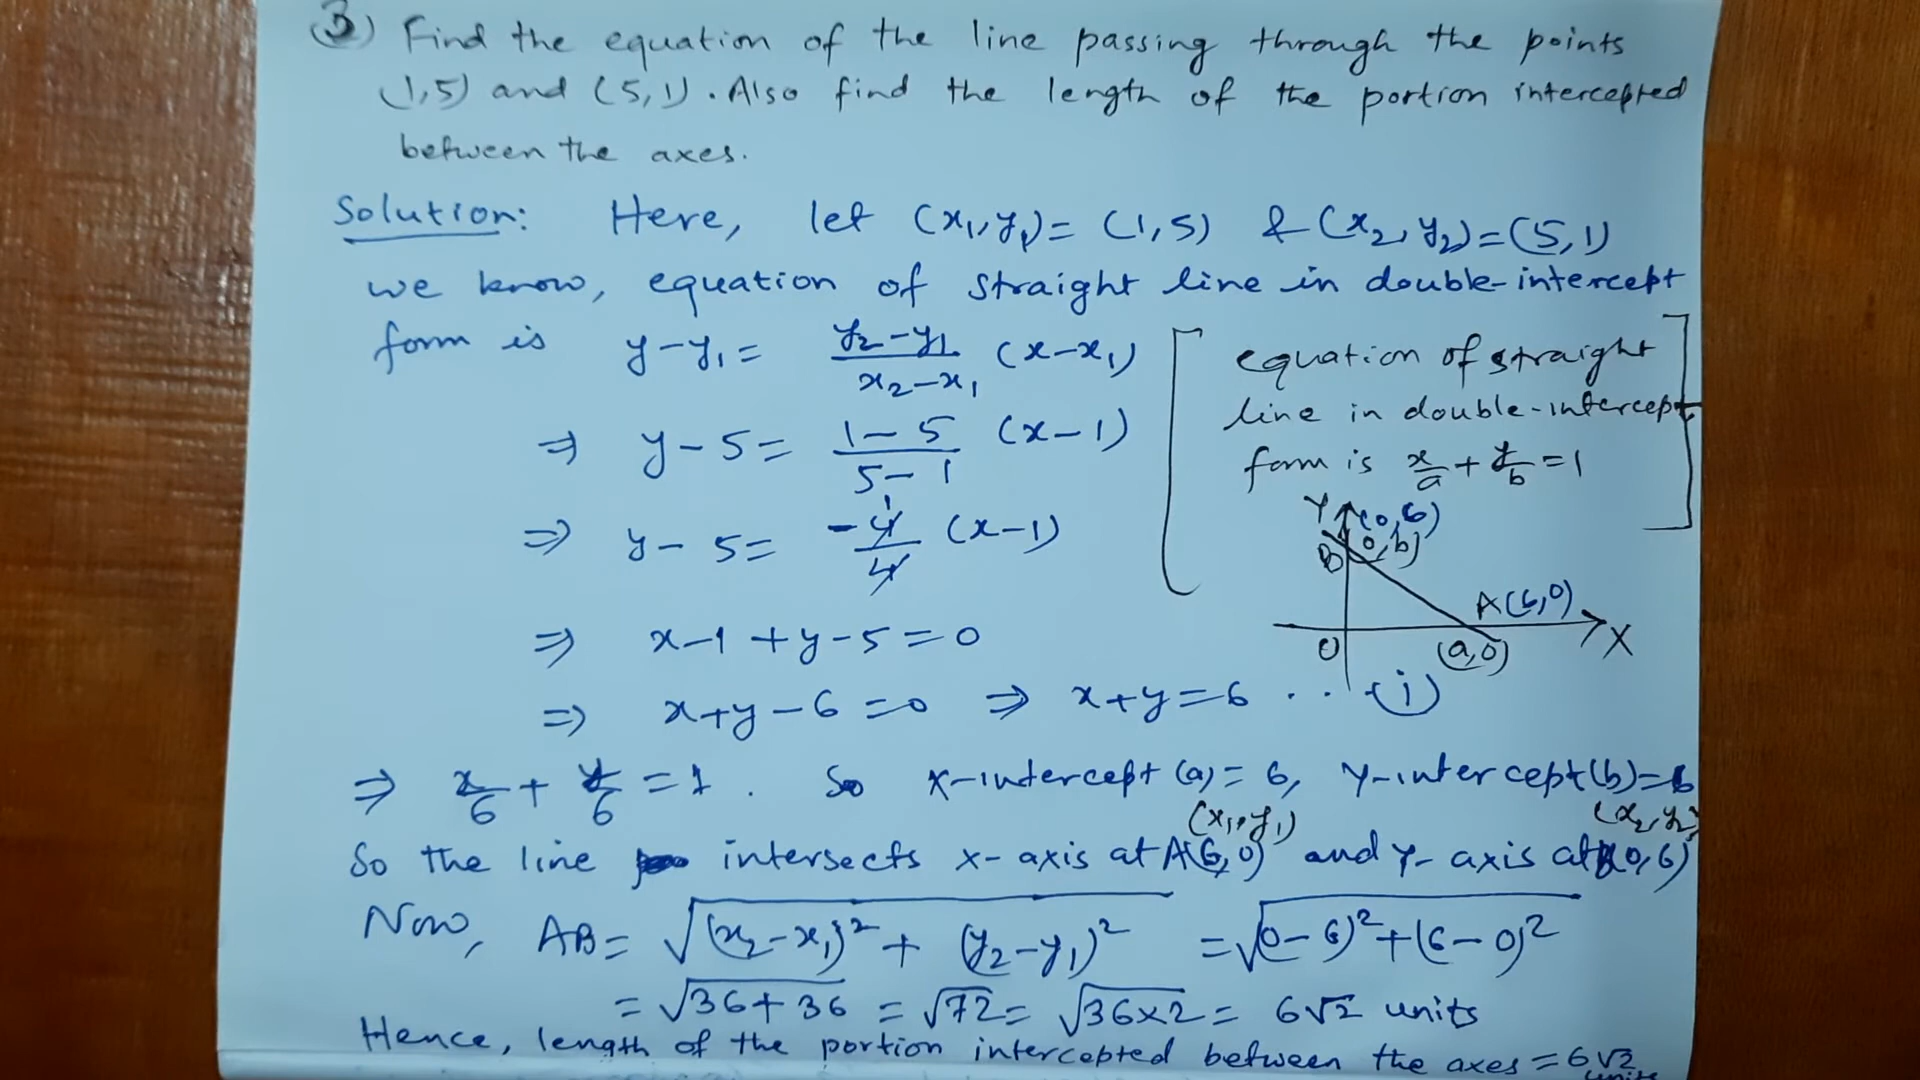 ③) Find the equation of the line passing through the points
(1,5) and (5,1). Also find the length of the portion intercepted
between the axes.
Solution: Here, let (x₁,y₁) = (1,5) & (x₂,y₂) = (5,1)
we know, equation of straight line in double-intercept
form is y-y₁ = (y₂-y₁)/(x₂-x₁) (x-x₁)
[equation of straight
line in double-intercept
form is x/a + y/b = 1]
⇒ y-5 = (1-5)/(5-1) (x-1)
⇒ y-5 = -4/4 (x-1)
1
Y (0,6)
B (0,b)
A(6,0)
O (a,0) X
⇒ x-1+y-5=0
⇒ x+y-6=0 ⇒ x+y=6 ... (i)
⇒ x/6 + y/6 = 1. So x-intercept (a) = 6, Y-intercept (b) = 6
(x₁,y₁) (x₂,y₂)
So the line intersects x-axis at A(6,0) and Y-axis at B(0,6)
Now, AB = √(x₂-x₁)² + (y₂-y₁)² = √(0-6)²+(6-0)²
= √36+36 = √72 = √36×2 = 6√2 units
Hence, length of the portion intercepted between the axes = 6√2
units